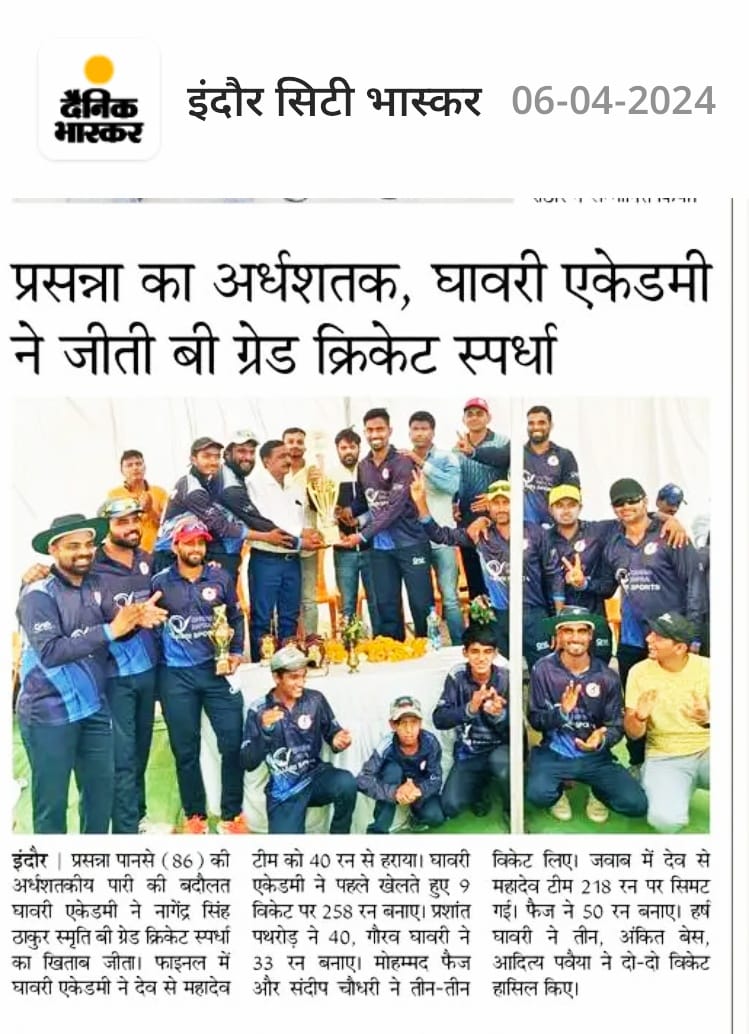 दैनिक
भास्कर
इंदौर सिटी भास्कर 06-04-2024
प्रसन्ना का अर्धशतक, घावरी एकेडमी
ने जीती बी ग्रेड क्रिकेट स्पर्धा
SPORTS
इंदौर | प्रसन्ना पानसे (86) की
अर्धशतकीय पारी की बदौलत
घावरी एकेडमी ने नागेंद्र सिंह
ठाकुर स्मृति बी ग्रेड क्रिकेट स्पर्धा
का खिताब जीता। फाइनल में
घावरी एकेडमी ने देव से महादेव
टीम को 40 रन से हराया। घावरी
एकेडमी ने पहले खेलते हुए 9
विकेट पर 258 रन बनाए। प्रशांत
पथरोड़ ने 40, गौरव घावरी ने
33 रन बनाए। मोहम्मद फैज
और संदीप चौधरी ने तीन-तीन
विकेट लिए। जवाब में देव से
महादेव टीम 218 रन पर सिमट
गई। फैज ने 50 रन बनाए। हर्ष
घावरी ने तीन, अंकित बेस,
आदित्य पवैया ने दो-दो विकेट
हासिल किए।